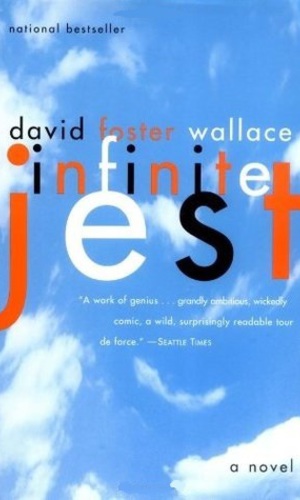 national bestseller
david foster wallace
infinite
jest
"A work of genius . . . grandly ambitious, wickedly
comic, a wild, surprisingly readable tour
de force." —SEATTLE TIMES
a novel